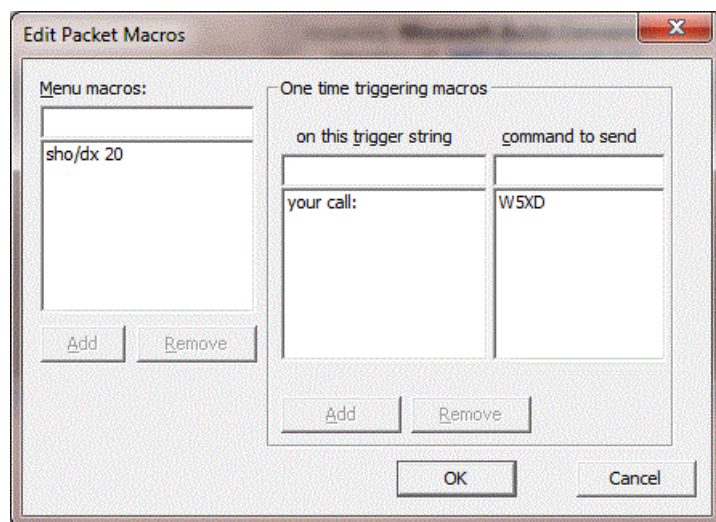 Edit Packet Macros
Menu macros:
sho/dx 20
Add
Remove
One time triggering macros
on this trigger string
command to send
your call:
W5XD
Add
Remove
OK
Cancel